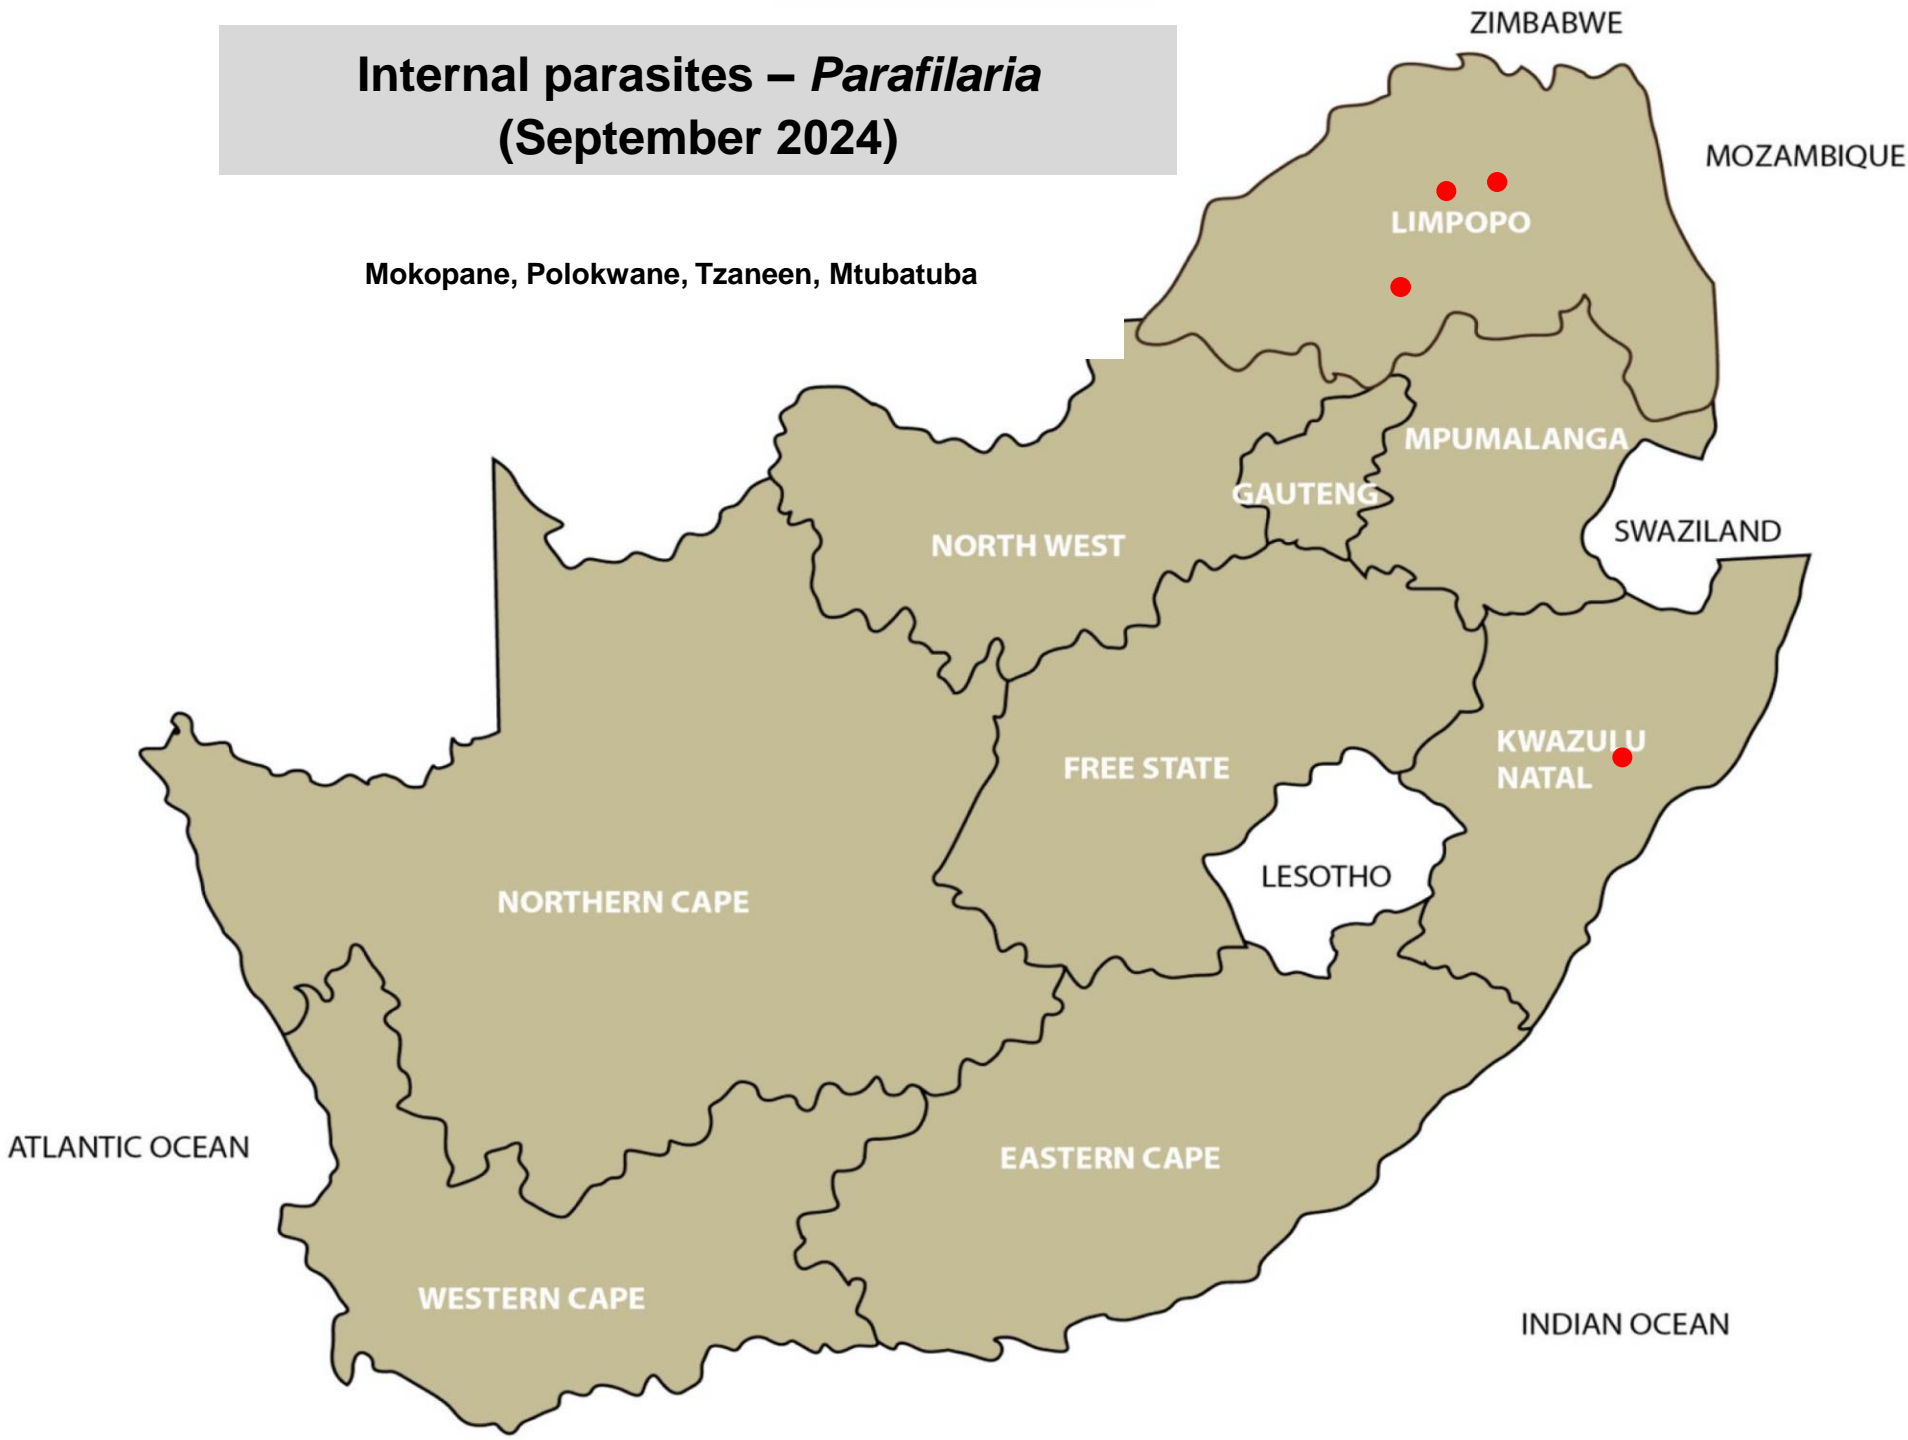 ZIMBABWE
Internal parasites – Parafilaria
(September 2024)
MOZAMBIQUE
LIMPOPO
Mokopane, Polokwane, Tzaneen, Mtubatuba
MPUMALANGA
GAUTENG
SWAZILAND
NORTH WEST
KWAZULU
NATAL
FREE STATE
LESOTHO
NORTHERN CAPE
ATLANTIC OCEAN
EASTERN CAPE
WESTERN CAPE
INDIAN OCEAN